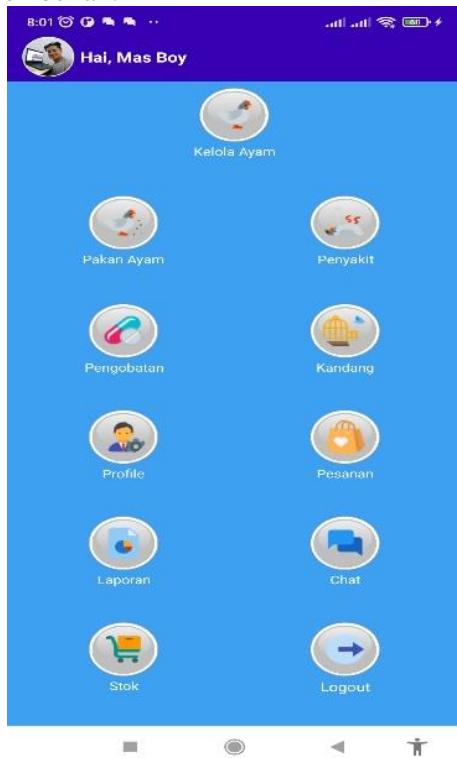 8:01
Hai, Mas Boy
Kelola Ayam
Pakan Ayam
Penyakit
Pengobatan
Kandang
Profile
Pesanan
Laporan
Chat
Stok
Logout